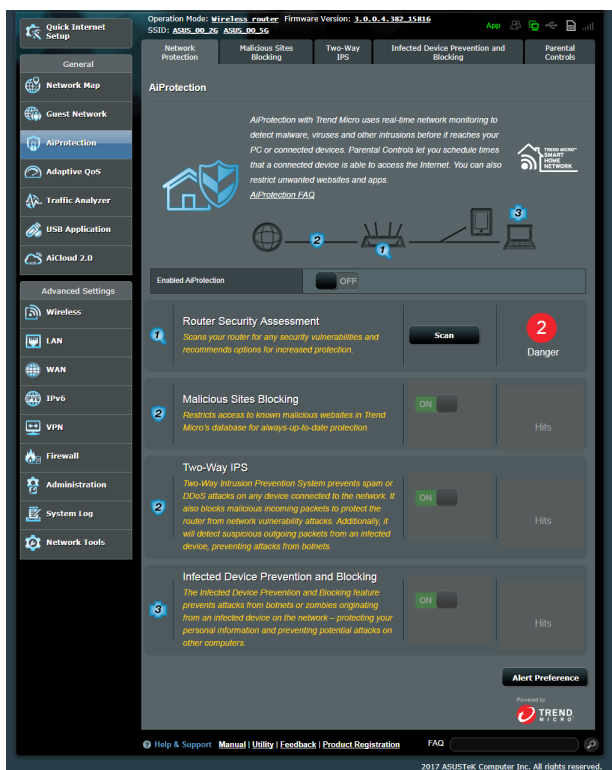 Quick Internet
Setup
Operation Mode: Wireless router Firmware Version: 3.0.0.4.382_15816
SSID: ASUS_00_2G ASUS_00_5G
App
General
Network Map
Guest Network
AiProtection
Adaptive QoS
Traffic Analyzer
USB Application
AiCloud 2.0
Advanced Settings
Wireless
LAN
WAN
IPv6
VPN
Firewall
Administration
System Log
Network Tools
Network
Protection
Malicious Sites
Blocking
Two-Way
IPS
Infected Device Prevention and
Blocking
Parental
Controls
AiProtection
AiProtection with Trend Micro uses real-time network monitoring to
detect malware, viruses and other intrusions before it reaches your
PC or connected devices. Parental Controls let you schedule times
that a connected device is able to access the Internet. You can also
restrict unwanted websites and apps.
AiProtection FAQ
TREND MICRO™
SMART
HOME
NETWORK
2
1
3
Enabled AiProtection
OFF
1
Router Security Assessment
Scans your router for any security vulnerabilities and
recommends options for increased protection.
Scan
2
Danger
2
Malicious Sites Blocking
Restricts access to known malicious websites in Trend
Micro's database for always-up-to-date protection.
ON
Hits
2
Two-Way IPS
Two-Way Intrusion Prevention System prevents spam or
DDoS attacks on any device connected to the network. It
also blocks malicious incoming packets to protect the
router from network vulnerability attacks. Additionally, it
will detect suspicious outgoing packets from an infected
device, preventing attacks from botnets.
ON
Hits
3
Infected Device Prevention and Blocking
The Infected Device Prevention and Blocking feature
prevents attacks from botnets or zombies originating
from an infected device on the network – protecting your
personal information and preventing potential attacks on
other computers.
ON
Hits
Alert Preference
Powered by
TREND
MICRO
Help & Support Manual | Utility | Feedback | Product Registration FAQ
2017 ASUSTeK Computer Inc. All rights reserved.